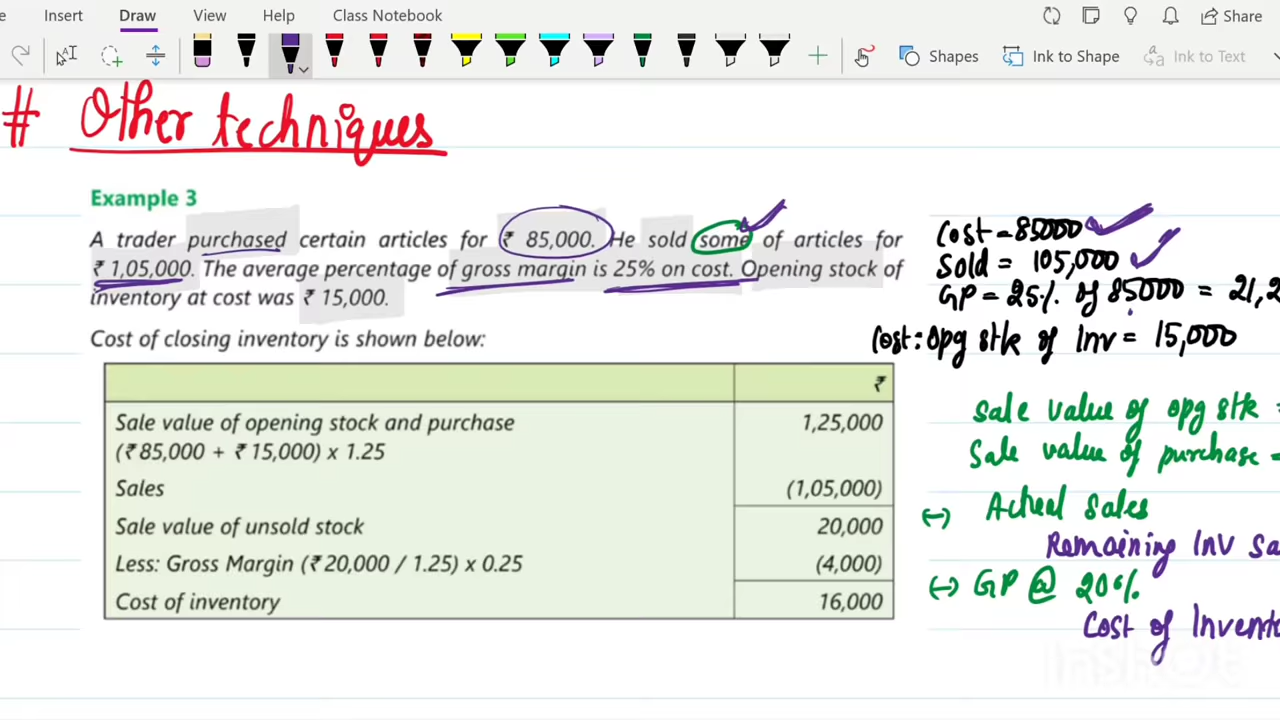 Insert Draw View Help Class Notebook Share
Shapes Ink to Shape Ink to Text
# Other techniques
Example 3
A trader purchased certain articles for ₹ 85,000. He sold some of articles for
₹ 1,05,000. The average percentage of gross margin is 25% on cost. Opening stock of
inventory at cost was ₹ 15,000.
Cost of closing inventory is shown below:
₹
Sale value of opening stock and purchase 1,25,000
(₹ 85,000 + ₹ 15,000) x 1.25
Sales (1,05,000)
Sale value of unsold stock 20,000
Less: Gross Margin (₹ 20,000 / 1.25) x 0.25 (4,000)
Cost of inventory 16,000
Cost = 85000
Sold = 105,000
GP = 25% of 85000 = 21,2
Cost: Opg stk of Inv = 15,000
Sale value of opg stk =
Sale value of purchase =
(-) Actual Sales
Remaining Inv Sa
(-) GP @ 20%
Cost of Invent
InShot